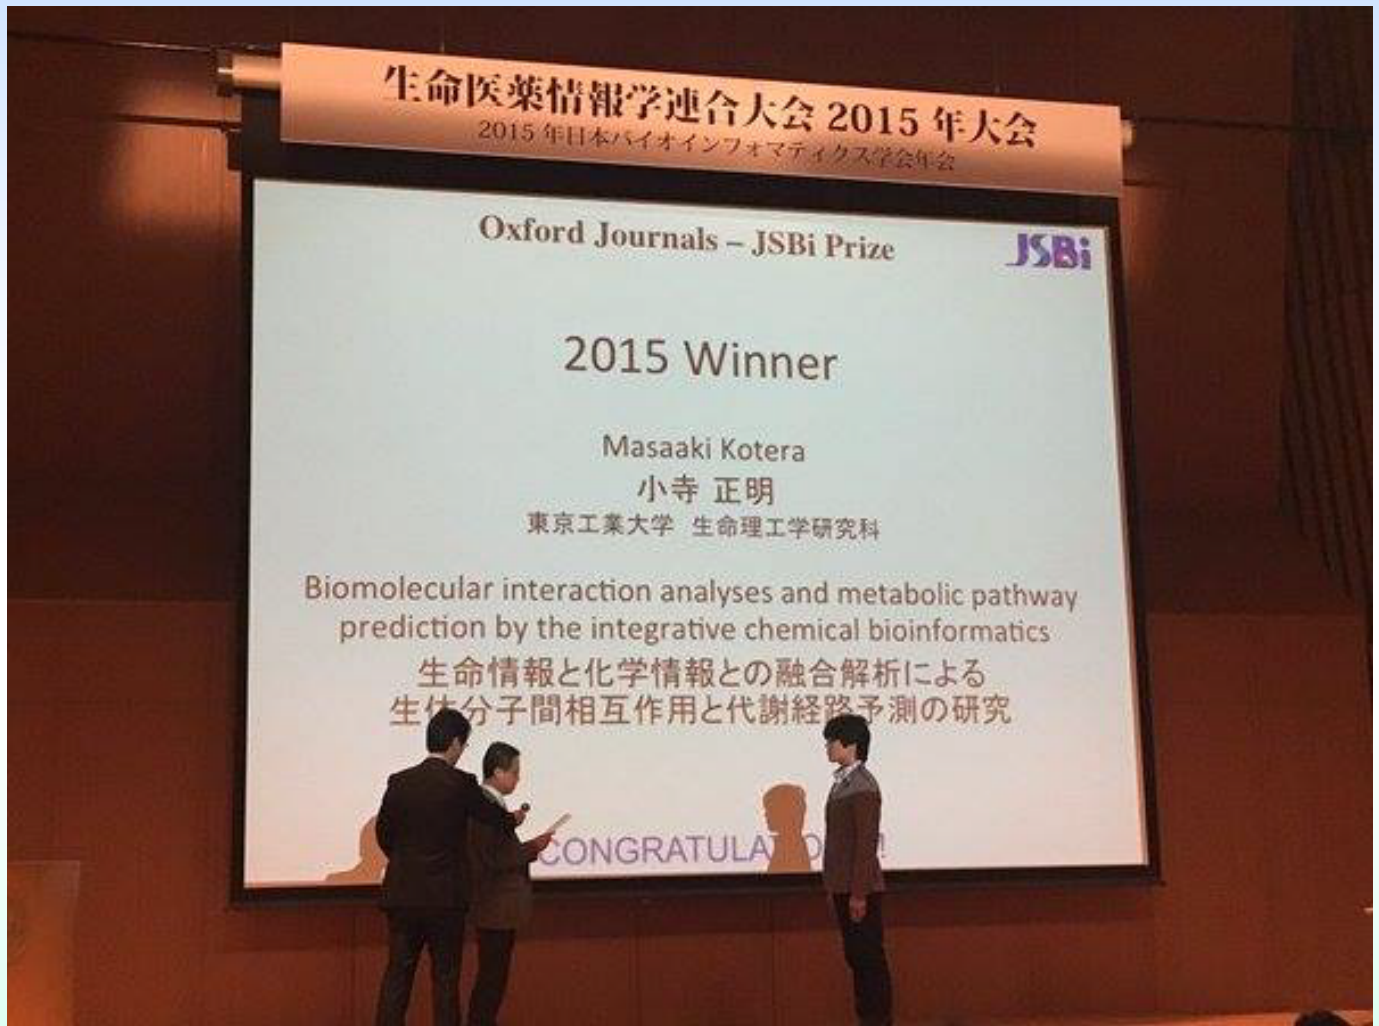 生命医薬情報学連合大会 2015 年大会
2015 年日本バイオインフォマティクス学会年会
Oxford Journals – JSBi Prize
JSBi
2015 Winner
Masaaki Kotera
小寺 正明
東京工業大学 生命理工学研究科
Biomolecular interaction analyses and metabolic pathway
prediction by the integrative chemical bioinformatics
生命情報と化学情報との融合解析による
生体分子間相互作用と代謝経路予測の研究